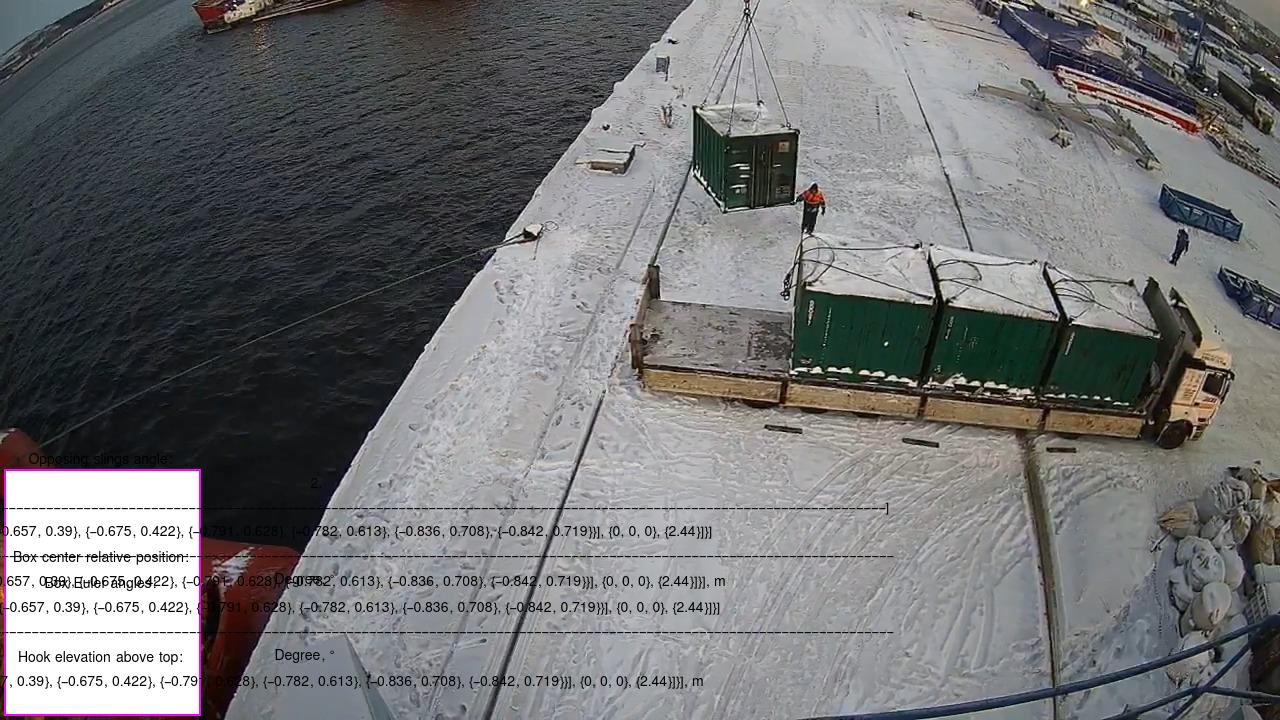 Opposing slings angle:
2.
0.657, 0.39}, {−0.675, 0.422}, {−0.791, 0.628}, {−0.782, 0.613}, {−0.836, 0.708}, {−0.842, 0.719}}], {0, 0, 0}, {2.44}]}]
Box center relative position:
Box Euler angles:
Degree, °
0.657, 0.39}, {−0.675, 0.422}, {−0.791, 0.628}, {−0.782, 0.613}, {−0.836, 0.708}, {−0.842, 0.719}}], {0, 0, 0}, {2.44}]}], m
{−0.657, 0.39}, {−0.675, 0.422}, {−0.791, 0.628}, {−0.782, 0.613}, {−0.836, 0.708}, {−0.842, 0.719}}], {0, 0, 0}, {2.44}]}]
Hook elevation above top:
Degree, °
7, 0.39}, {−0.675, 0.422}, {−0.791, 0.628}, {−0.782, 0.613}, {−0.836, 0.708}, {−0.842, 0.719}}], {0, 0, 0}, {2.44}]}], m